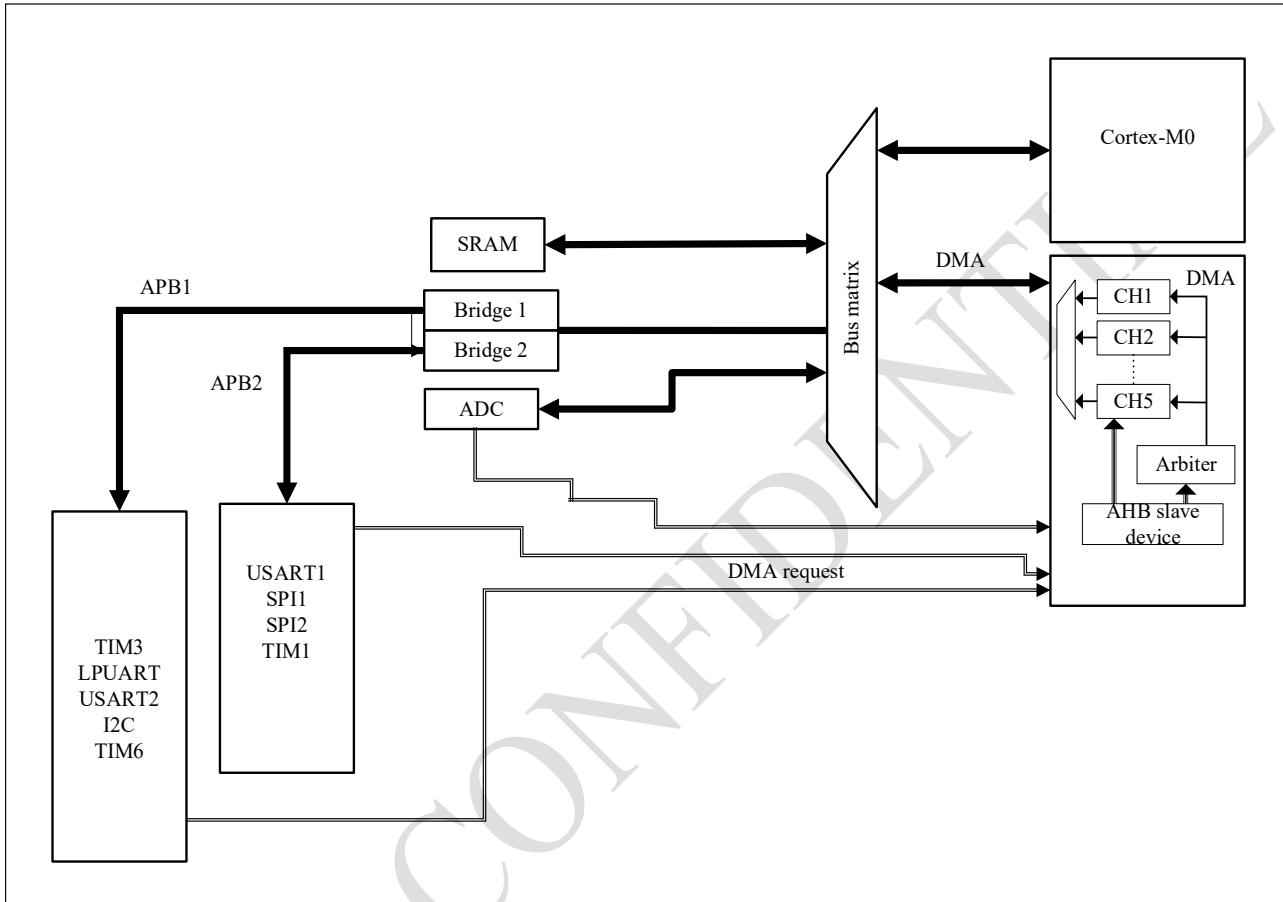 Cortex-M0
SRAM
DMA
DMA
APB1
CH1
Bridge 1
Bus matrix
CH2
Bridge 2
APB2
ADC
CH5
Arbiter
AHB slave
device
USART1
SPI1
SPI2
TIM1
DMA request
TIM3
LPUART
USART2
I2C
TIM6
CONFIDENTIAL